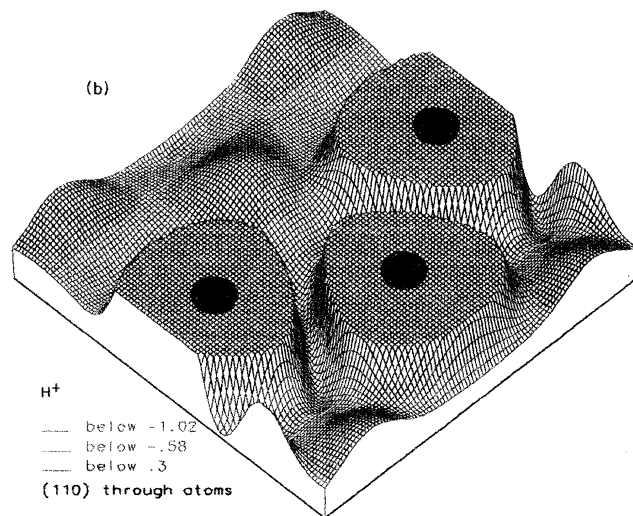 (b)
H+
below -1.02
below -.58
below .3
(110) through atoms